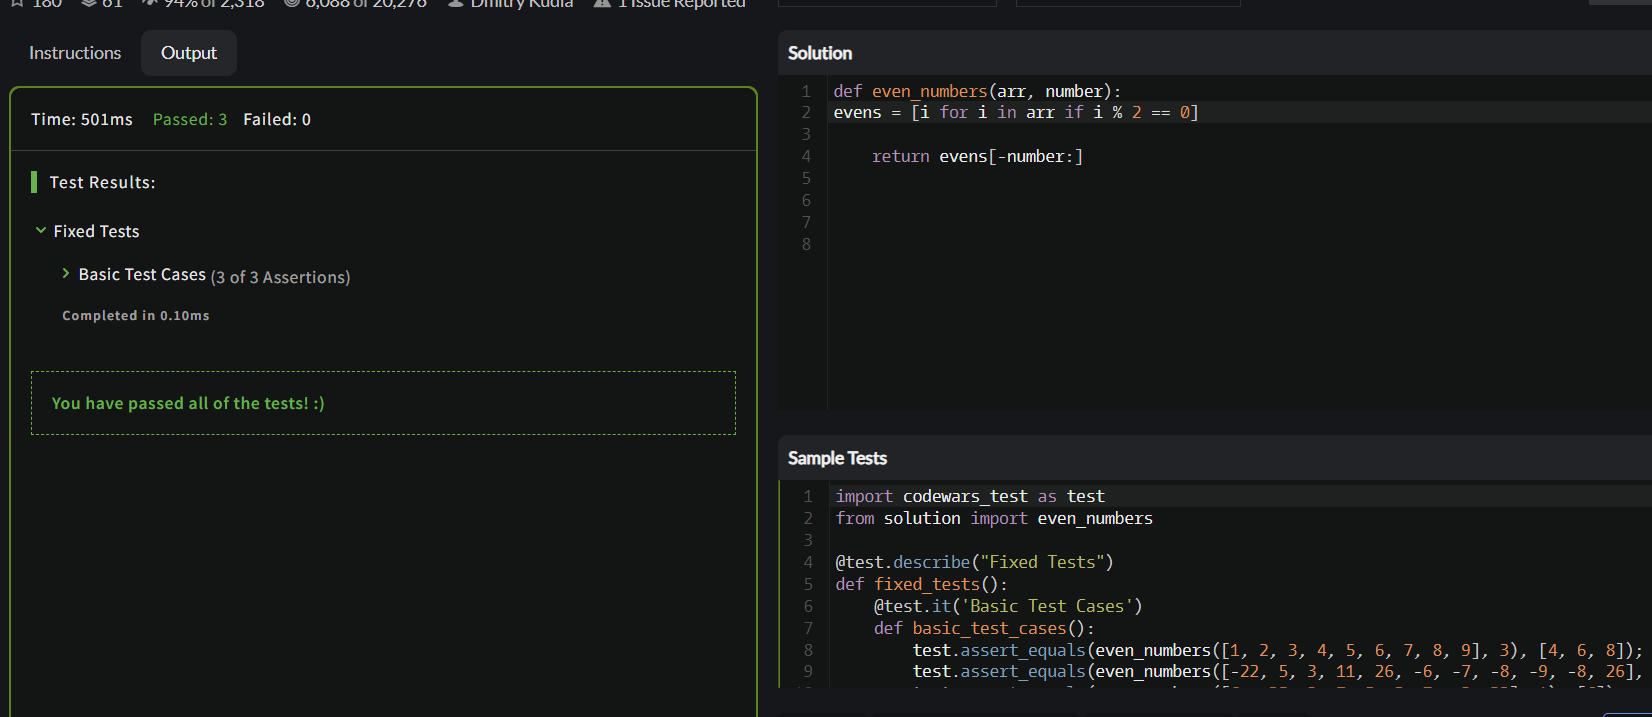 180 61 94% of 2,318 6,088 of 20,276 Dmitry Kudla 1 Issue Reported
Instructions Output
Time: 501ms Passed: 3 Failed: 0
Test Results:
Fixed Tests
Basic Test Cases (3 of 3 Assertions)
Completed in 0.10ms
You have passed all of the tests! :)
Solution
1 def even_numbers(arr, number):
2 evens = [i for i in arr if i % 2 == 0]
3
4     return evens[-number:]
5
6
7
8
Sample Tests
1 import codewars_test as test
2 from solution import even_numbers
3
4 @test.describe("Fixed Tests")
5 def fixed_tests():
6     @test.it('Basic Test Cases')
7     def basic_test_cases():
8         test.assert_equals(even_numbers([1, 2, 3, 4, 5, 6, 7, 8, 9], 3), [4, 6, 8]);
9         test.assert_equals(even_numbers([-22, 5, 3, 11, 26, -6, -7, -8, -9, -8, 26],